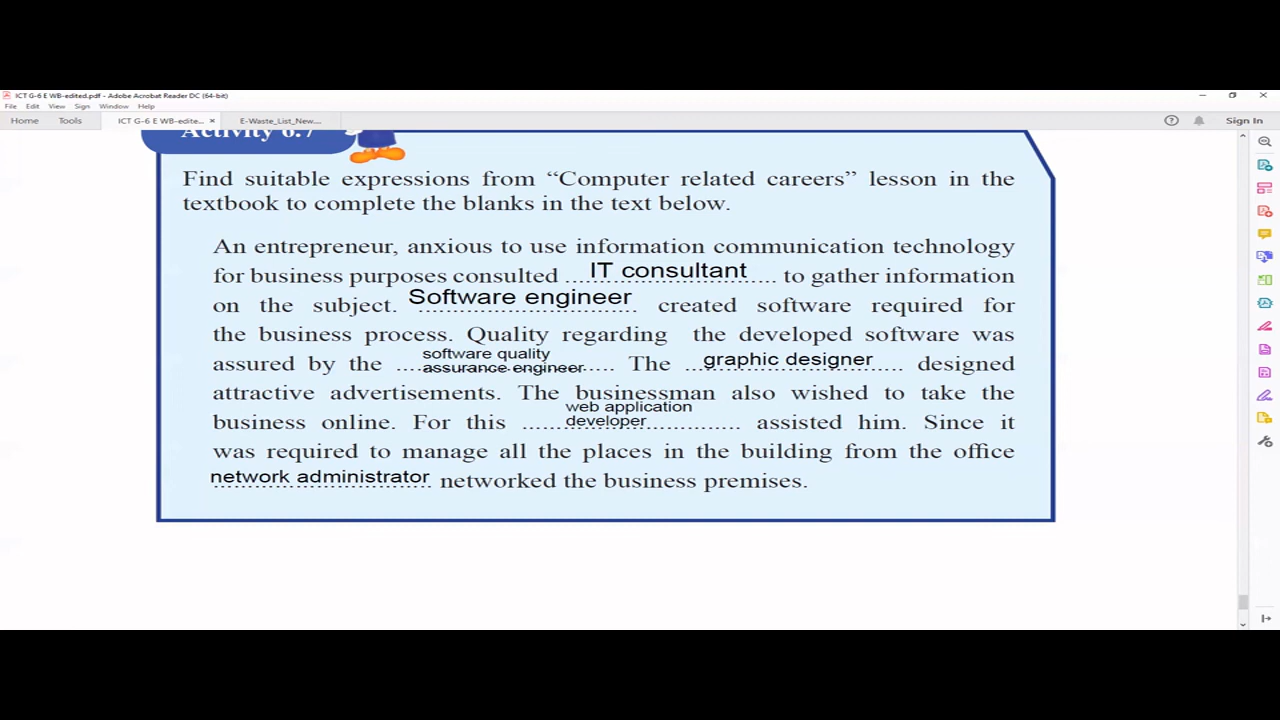 ICT G-6 E WB-edited.pdf - Adobe Acrobat Reader DC (64-bit)
File Edit View Sign Window Help
Home Tools ICT G-6 E WB-edite... × E-Waste_List_New.... Sign In
Activity 6.7
Find suitable expressions from “Computer related careers” lesson in the
textbook to complete the blanks in the text below.
An entrepreneur, anxious to use information communication technology
for business purposes consulted IT consultant to gather information
on the subject. Software engineer created software required for
the business process. Quality regarding the developed software was
assured by the software quality assurance engineer. The graphic designer designed
attractive advertisements. The businessman also wished to take the
business online. For this web application developer assisted him. Since it
was required to manage all the places in the building from the office
network administrator networked the business premises.